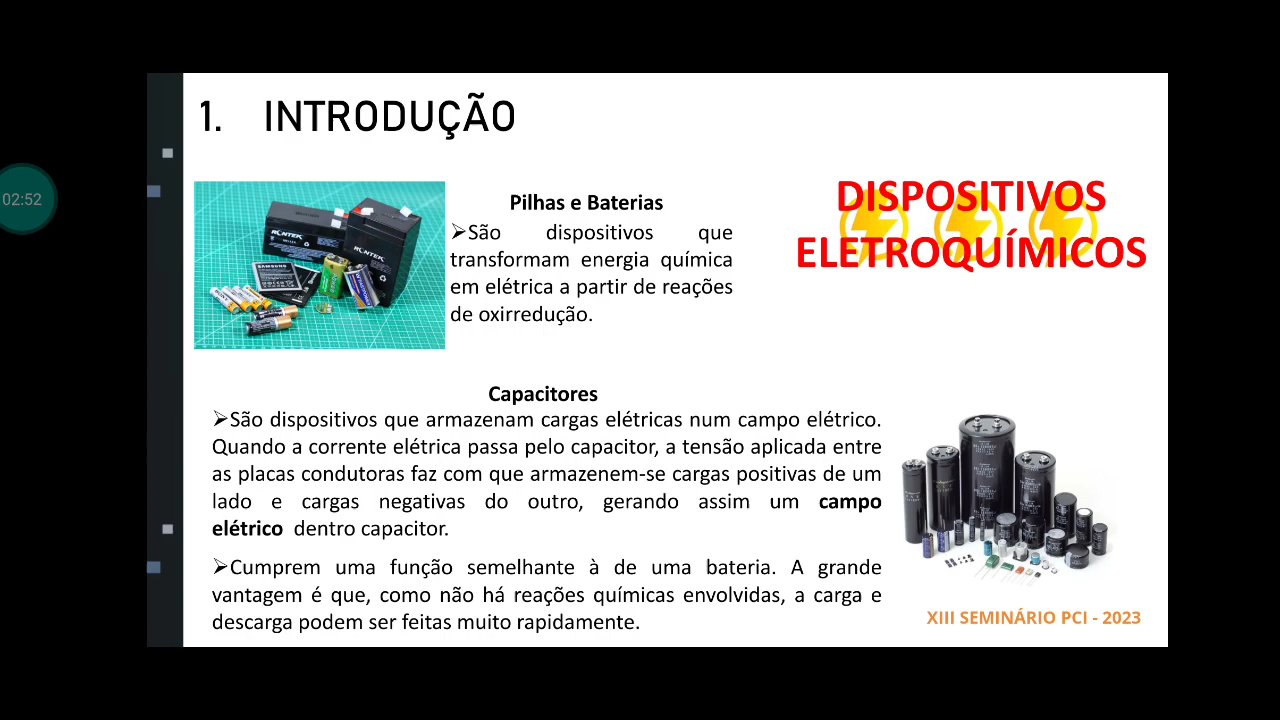 02:52
1. INTRODUÇÃO
Pilhas e Baterias
➢São dispositivos que
transformam energia química
em elétrica a partir de reações
de oxirredução.
DISPOSITIVOS
ELETROQUÍMICOS
RONTEK
RONTEK
SAMSUNG
Capacitores
➢São dispositivos que armazenam cargas elétricas num campo elétrico.
Quando a corrente elétrica passa pelo capacitor, a tensão aplicada entre
as placas condutoras faz com que armazenem-se cargas positivas de um
lado e cargas negativas do outro, gerando assim um campo
elétrico dentro capacitor.
➢Cumprem uma função semelhante à de uma bateria. A grande
vantagem é que, como não há reações químicas envolvidas, a carga e
descarga podem ser feitas muito rapidamente.
XIII SEMINÁRIO PCI - 2023